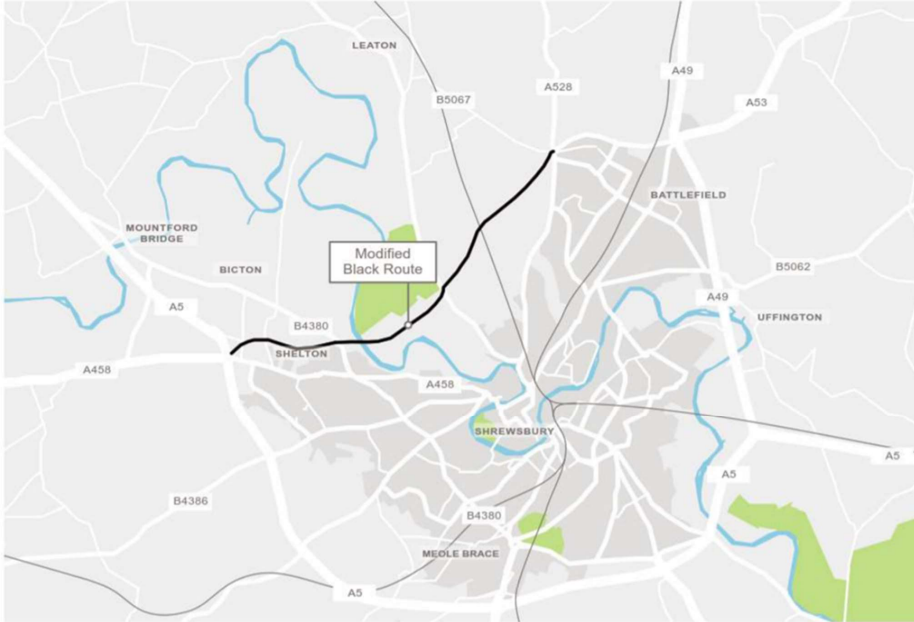 LEATON
A49
B5067
A528
A53
BATTLEFIELD
MOUNTFORD
BRIDGE
BICTON
Modified
Black Route
B5062
A5
A49
B4380
UFFINGTON
SHELTON
A458
A458
SHREWSBURY
A5
A5
B4386
B4380
MEOLE BRACE
A5